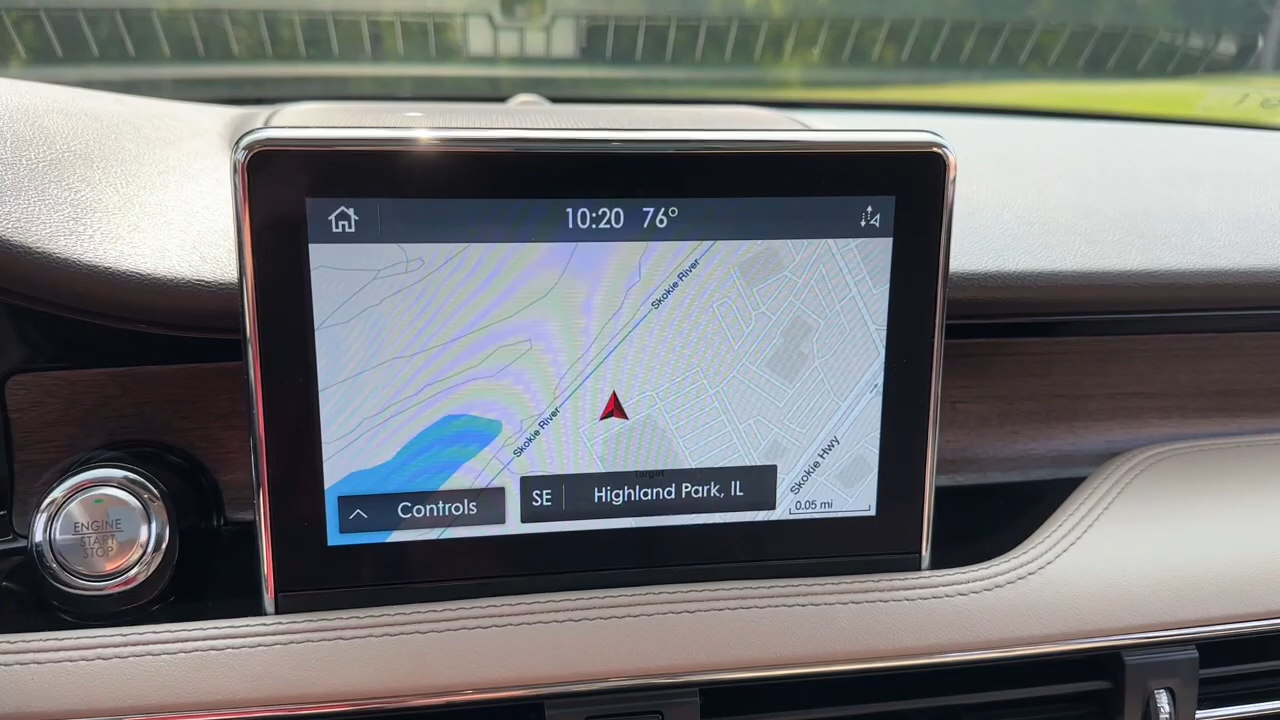 10:20 76°
Skokie River
Skokie River
Skokie Hwy
Target
Controls
SE Highland Park, IL
0.05 mi
ENGINE
START
STOP